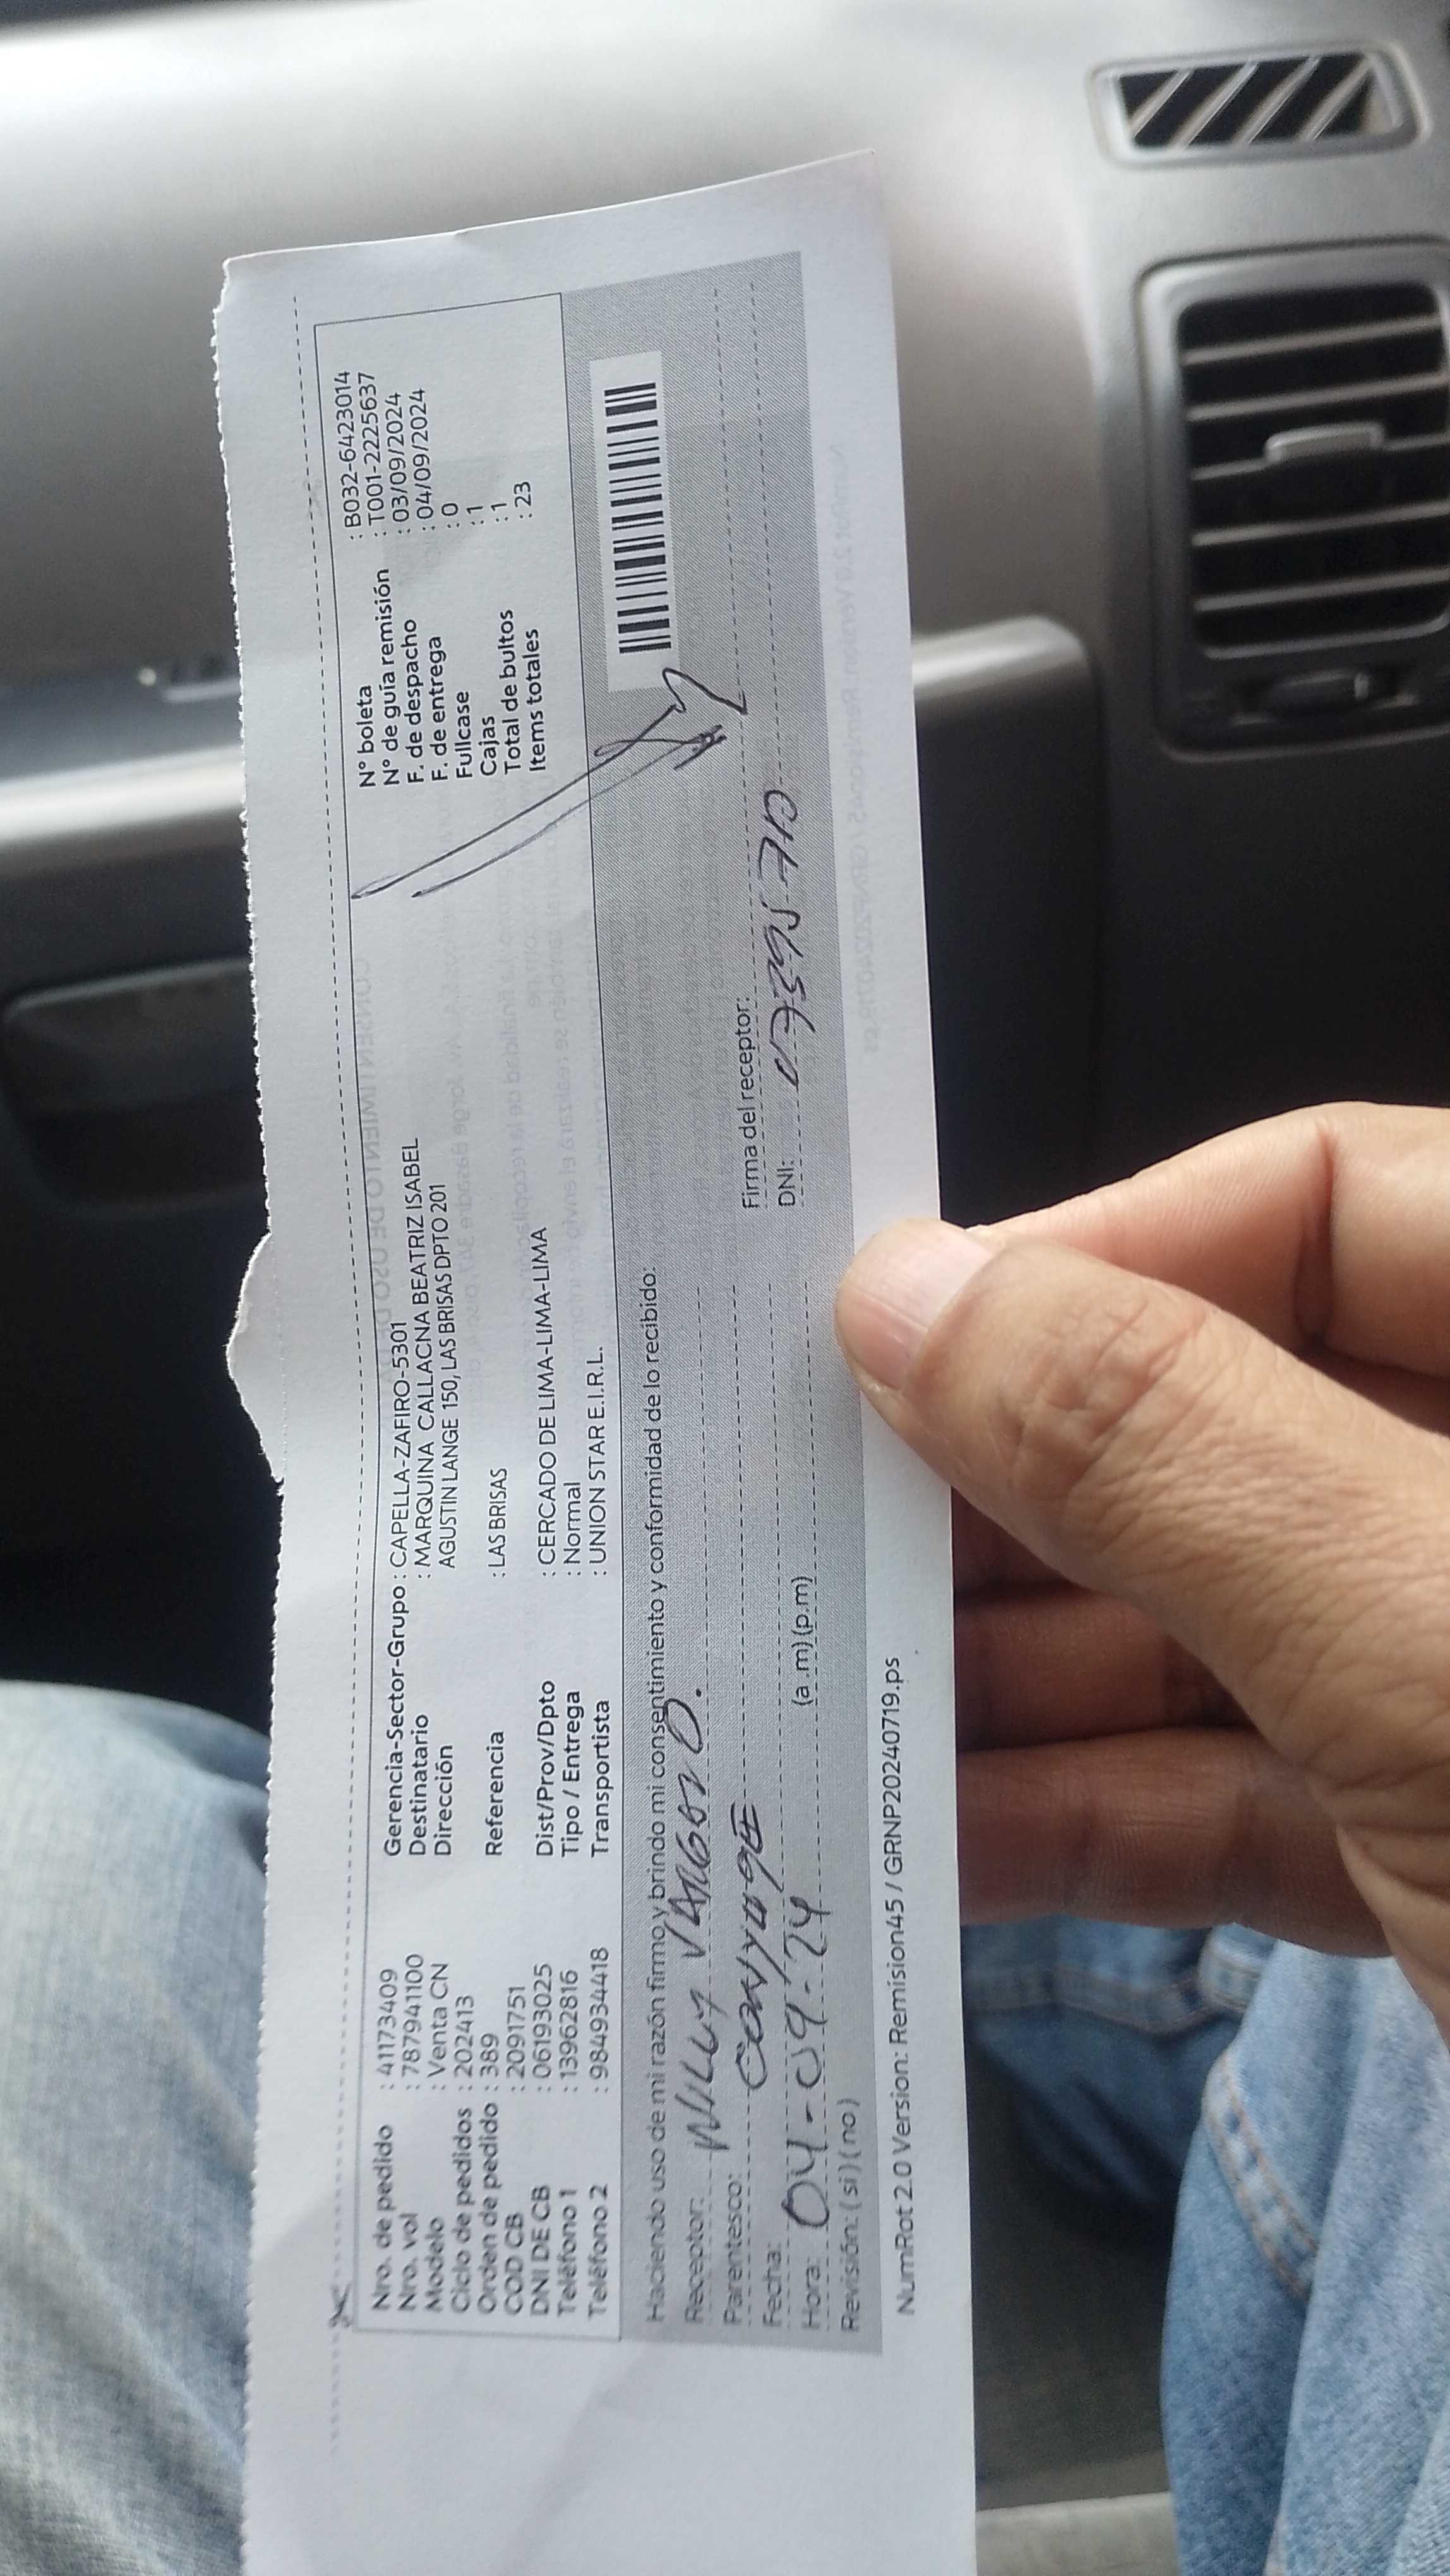 Nro. de pedido : 41173409
Nro. vol : 787941100
Modelo : Venta CN
Ciclo de pedidos : 202413
Orden de pedido : 389
COD CB : 2091751
DNI DE CB : 06193025
Teléfono 1 : 13962816
Teléfono 2 : 984934418
Gerencia-Sector-Grupo : CAPELLA-ZAFIRO-5301
Destinatario : MARQUINA CALLACNA BEATRIZ ISABEL
Dirección AGUSTIN LANGE 150, LAS BRISAS DPTO 201
Referencia : LAS BRISAS
Dist/Prov/Dpto : CERCADO DE LIMA-LIMA-LIMA
Tipo / Entrega : Normal
Transportista : UNION STAR E.I.R.L.
N° boleta : B032-6423014
N° de guía remisión : T001-2225637
F. de despacho : 03/09/2024
F. de entrega : 04/09/2024
Fullcase : 0
Cajas : 1
Total de bultos : 1
Items totales : 23
Haciendo uso de mi razón firmo y brindo mi consentimiento y conformidad de lo recibido:
Receptor: WILLY
Parentesco: CONYUGE
Fecha: 04-09-24
Hora: (a.m) (p.m)
Revisión: ( si ) ( no )
Firma del receptor:
DNI:
NumRot 2.0 Version: Remision45 / GRNP20240719.ps